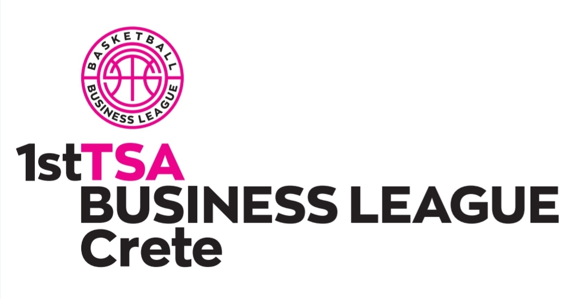 BASKETBALL
BUSINESS LEAGUE
1stTSA
BUSINESS LEAGUE
Crete